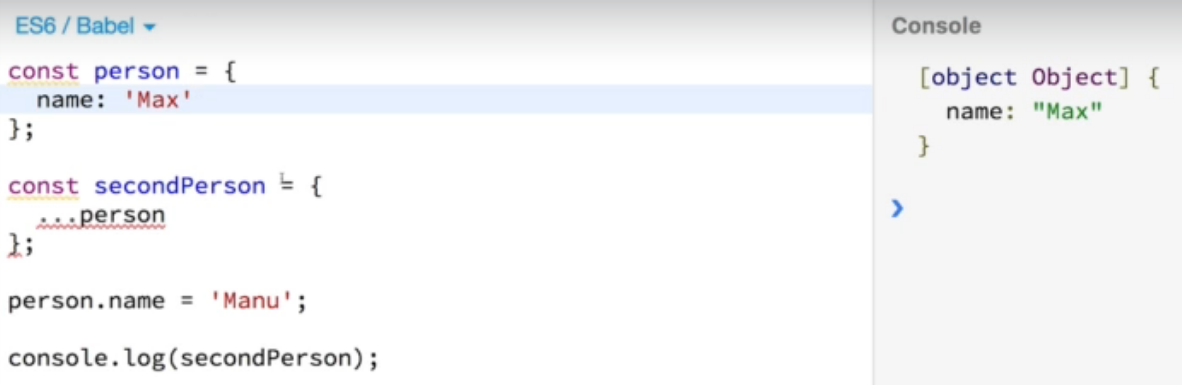 ES6 / Babel
const person = {
  name: 'Max'
};
const secondPerson = {
  ...person
};
person.name = 'Manu';
console.log(secondPerson);
Console
[object Object] {
  name: "Max"
}